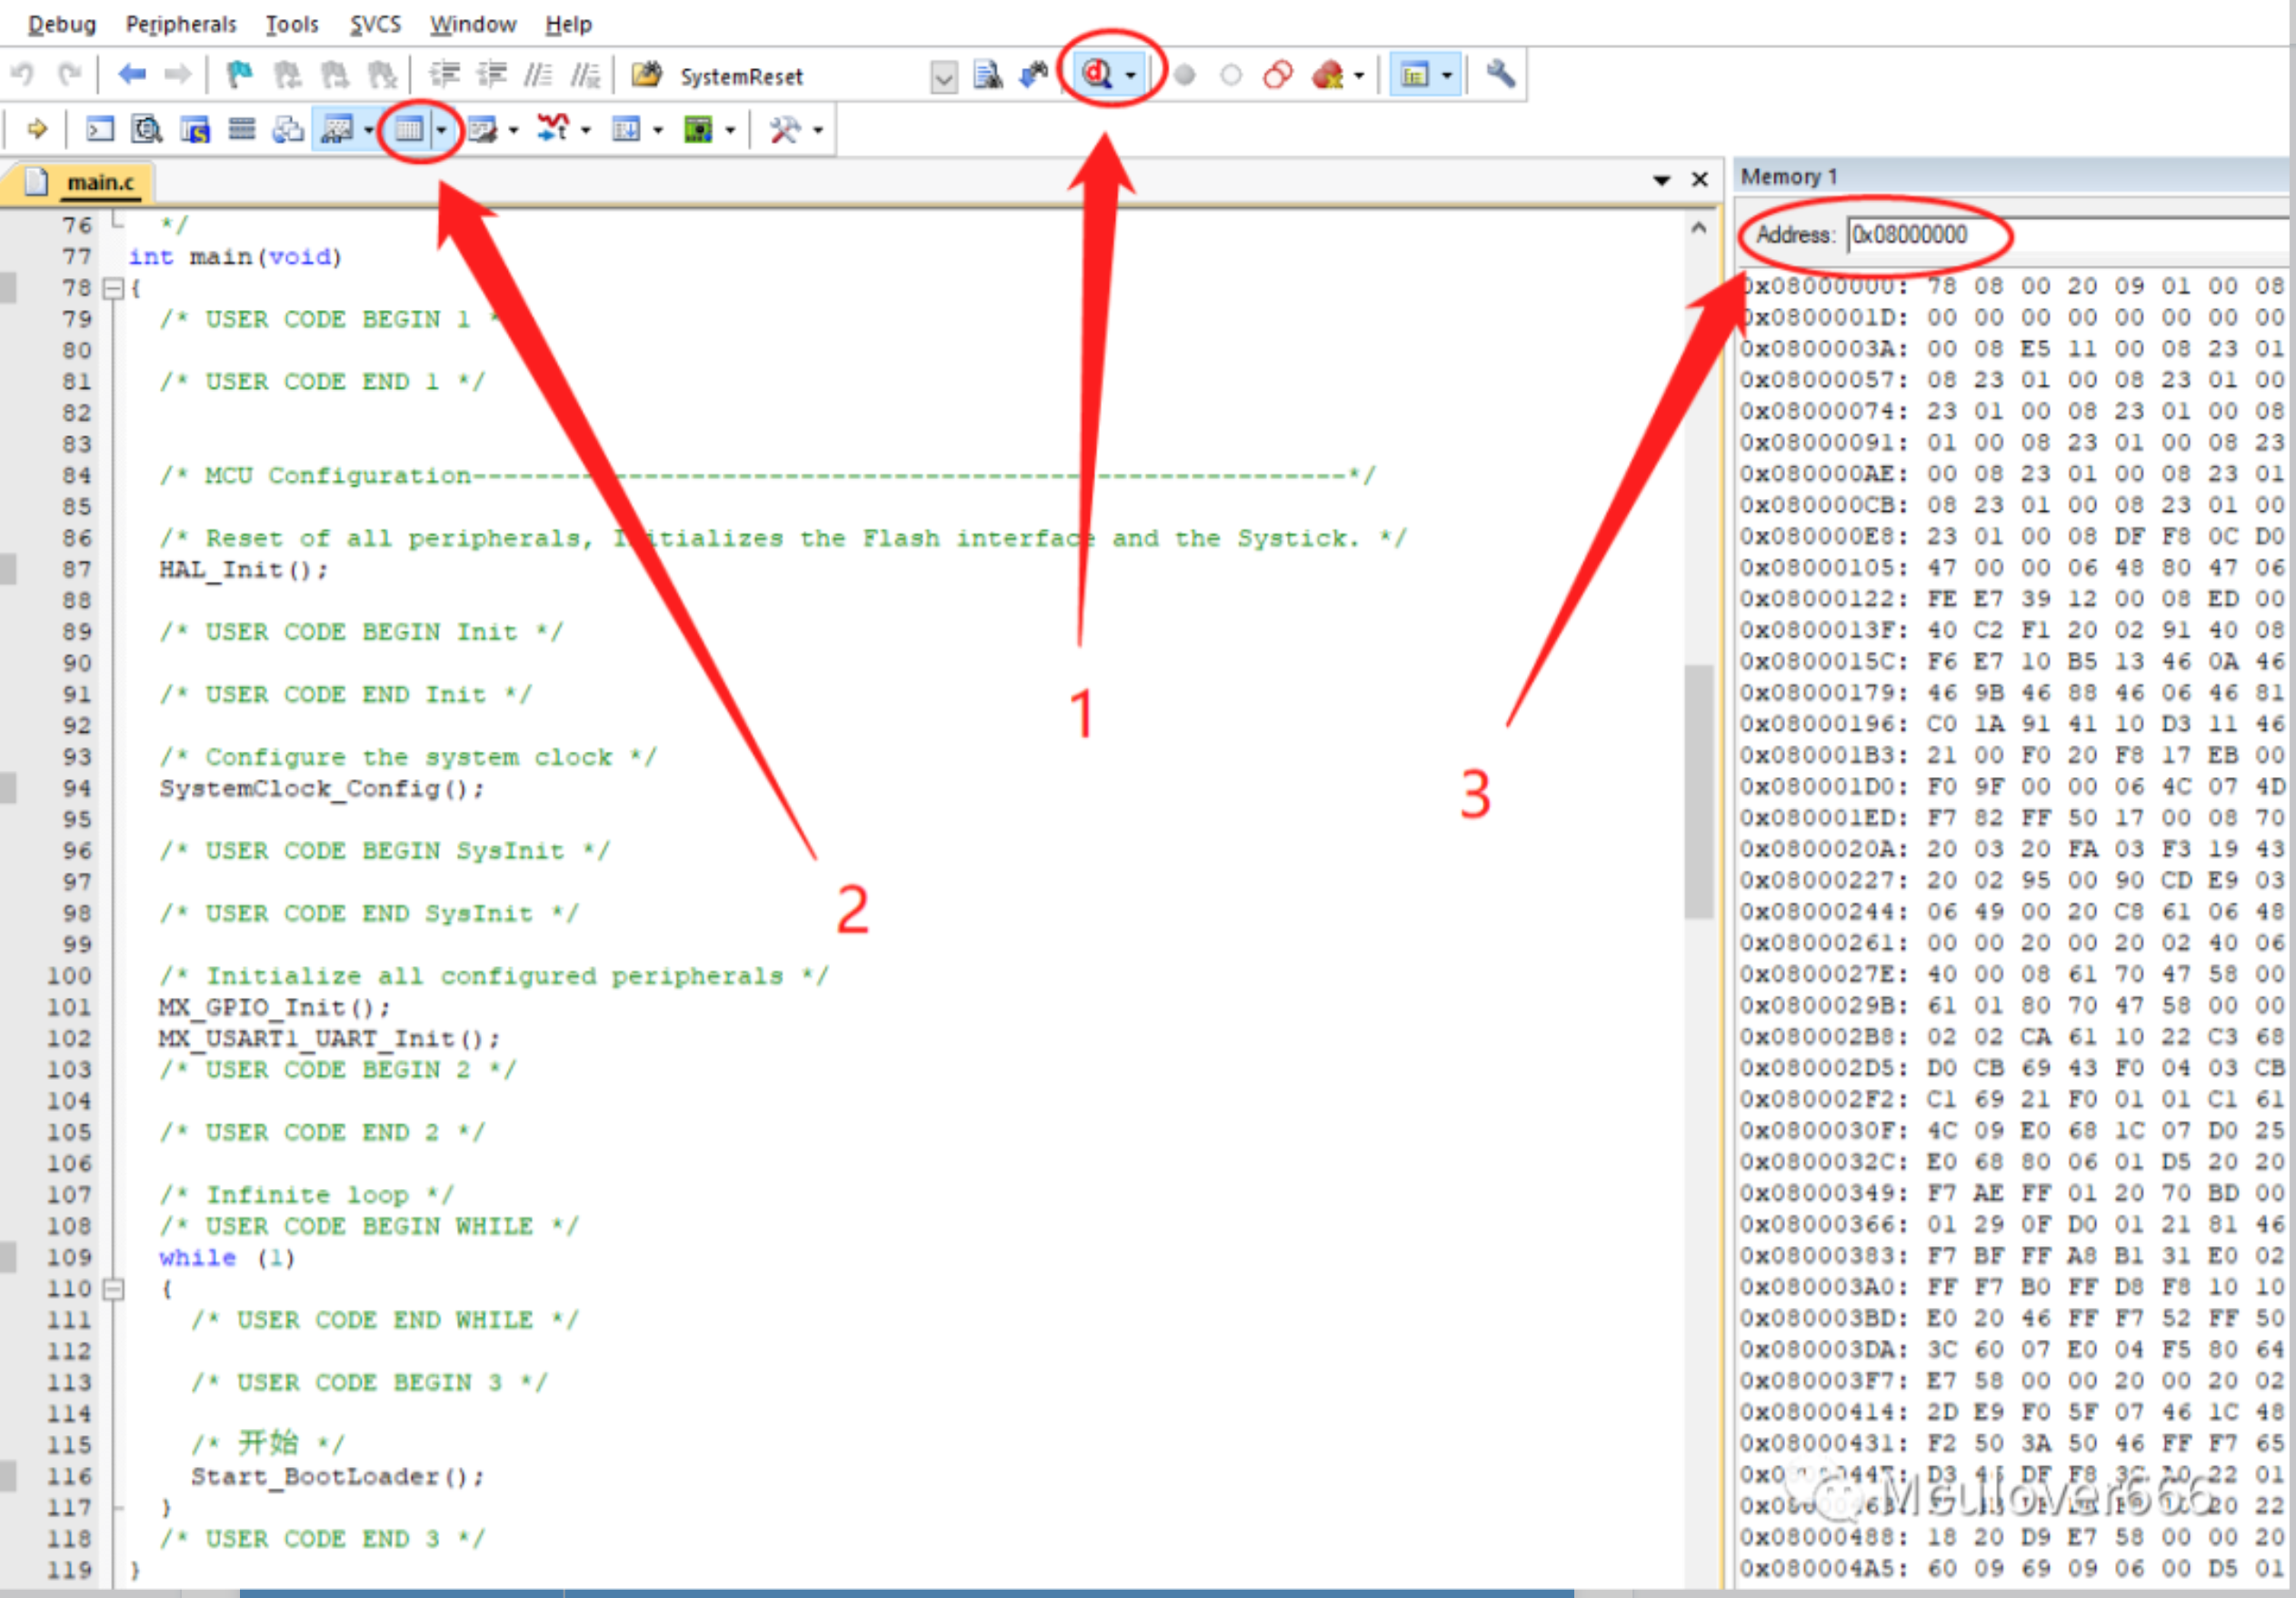 Debug Peripherals Tools SVCS Window Help
SystemReset
main.c
76 */
77 int main(void)
78 {
79 /* USER CODE BEGIN 1 *
80
81 /* USER CODE END 1 */
82
83
84 /* MCU Configuration--------------------------------------------------------*/
85
86 /* Reset of all peripherals, Initializes the Flash interface and the Systick. */
87 HAL_Init();
88
89 /* USER CODE BEGIN Init */
90
91 /* USER CODE END Init */
92
93 /* Configure the system clock */
94 SystemClock_Config();
95
96 /* USER CODE BEGIN SysInit */
97
98 /* USER CODE END SysInit */
99
100 /* Initialize all configured peripherals */
101 MX_GPIO_Init();
102 MX_USART1_UART_Init();
103 /* USER CODE BEGIN 2 */
104
105 /* USER CODE END 2 */
106
107 /* Infinite loop */
108 /* USER CODE BEGIN WHILE */
109 while (1)
110 {
111 /* USER CODE END WHILE */
112
113 /* USER CODE BEGIN 3 */
114
115 /* 开始 */
116 Start_BootLoader();
117 }
118 /* USER CODE END 3 */
119 }
1
2
3
Memory 1
Address: 0x08000000
0x08000000: 78 08 00 20 09 01 00 08
0x0800001D: 00 00 00 00 00 00 00 00
0x0800003A: 00 08 E5 11 00 08 23 01
0x08000057: 08 23 01 00 08 23 01 00
0x08000074: 23 01 00 08 23 01 00 08
0x08000091: 01 00 08 23 01 00 08 23
0x080000AE: 00 08 23 01 00 08 23 01
0x080000CB: 08 23 01 00 08 23 01 00
0x080000E8: 23 01 00 08 DF F8 0C D0
0x08000105: 47 00 00 06 48 80 47 06
0x08000122: FE E7 39 12 00 08 ED 00
0x0800013F: 40 C2 F1 20 02 91 40 08
0x0800015C: F6 E7 10 B5 13 46 0A 46
0x08000179: 46 9B 46 88 46 06 46 81
0x08000196: C0 1A 91 41 10 D3 11 46
0x080001B3: 21 00 F0 20 F8 17 EB 00
0x080001D0: F0 9F 00 00 06 4C 07 4D
0x080001ED: F7 82 FF 50 17 00 08 70
0x0800020A: 20 03 20 FA 03 F3 19 43
0x08000227: 20 02 95 00 90 CD E9 03
0x08000244: 06 49 00 20 C8 61 06 48
0x08000261: 00 00 20 00 20 02 40 06
0x0800027E: 40 00 08 61 70 47 58 00
0x0800029B: 61 01 80 70 47 58 00 00
0x080002B8: 02 02 CA 61 10 22 C3 68
0x080002D5: D0 CB 69 43 F0 04 03 CB
0x080002F2: C1 69 21 F0 01 01 C1 61
0x0800030F: 4C 09 E0 68 1C 07 D0 25
0x0800032C: E0 68 80 06 01 D5 20 20
0x08000349: F7 AE FF 01 20 70 BD 00
0x08000366: 01 29 0F D0 01 21 81 46
0x08000383: F7 BF FF A8 B1 31 E0 02
0x080003A0: FF F7 B0 FF D8 F8 10 10
0x080003BD: E0 20 46 FF F7 52 FF 50
0x080003DA: 3C 60 07 E0 04 F5 80 64
0x080003F7: E7 58 00 00 20 00 20 02
0x08000414: 2D E9 F0 5F 07 46 1C 48
0x08000431: F2 50 3A 50 46 FF F7 65
D3 DF F8 22 01
20 22
0x08000488: 18 20 D9 E7 58 00 00 20
0x080004A5: 60 09 69 09 06 00 D5 01
Mculover666